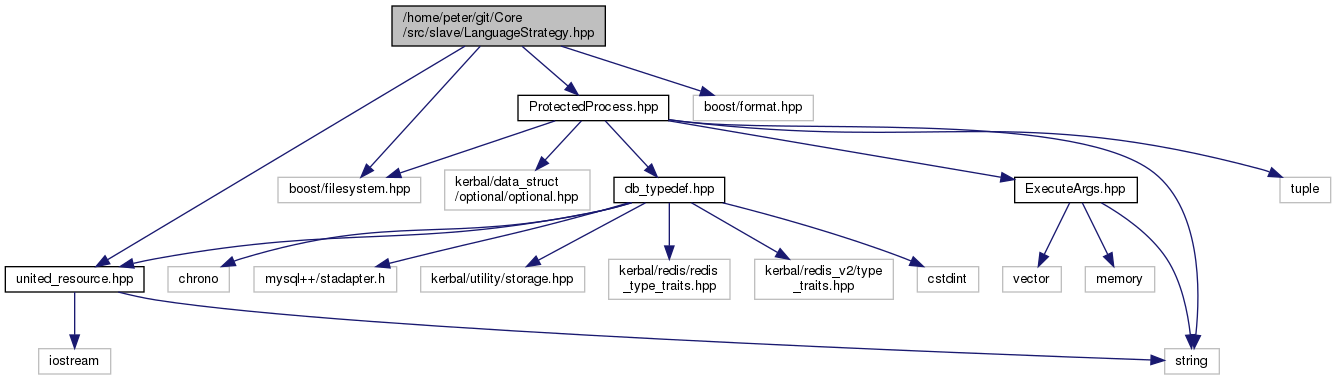 /home/peter/git/Core
/src/slave/LanguageStrategy.hpp
ProtectedProcess.hpp
boost/format.hpp
boost/filesystem.hpp
kerbal/data_struct
/optional/optional.hpp
db_typedef.hpp
ExecuteArgs.hpp
tuple
united_resource.hpp
chrono
mysql++/stadapter.h
kerbal/utility/storage.hpp
kerbal/redis/redis
_type_traits.hpp
kerbal/redis_v2/type
_traits.hpp
cstdint
vector
memory
iostream
string